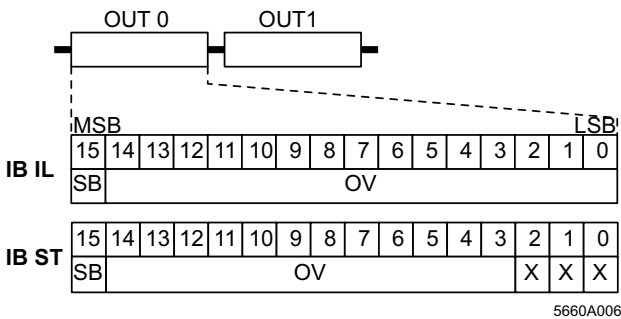 OUT 0 OUT1
MSB LSB
15 14 13 12 11 10 9 8 7 6 5 4 3 2 1 0
IB IL
SB OV
15 14 13 12 11 10 9 8 7 6 5 4 3 2 1 0
IB ST
SB OV X X X
5660A006